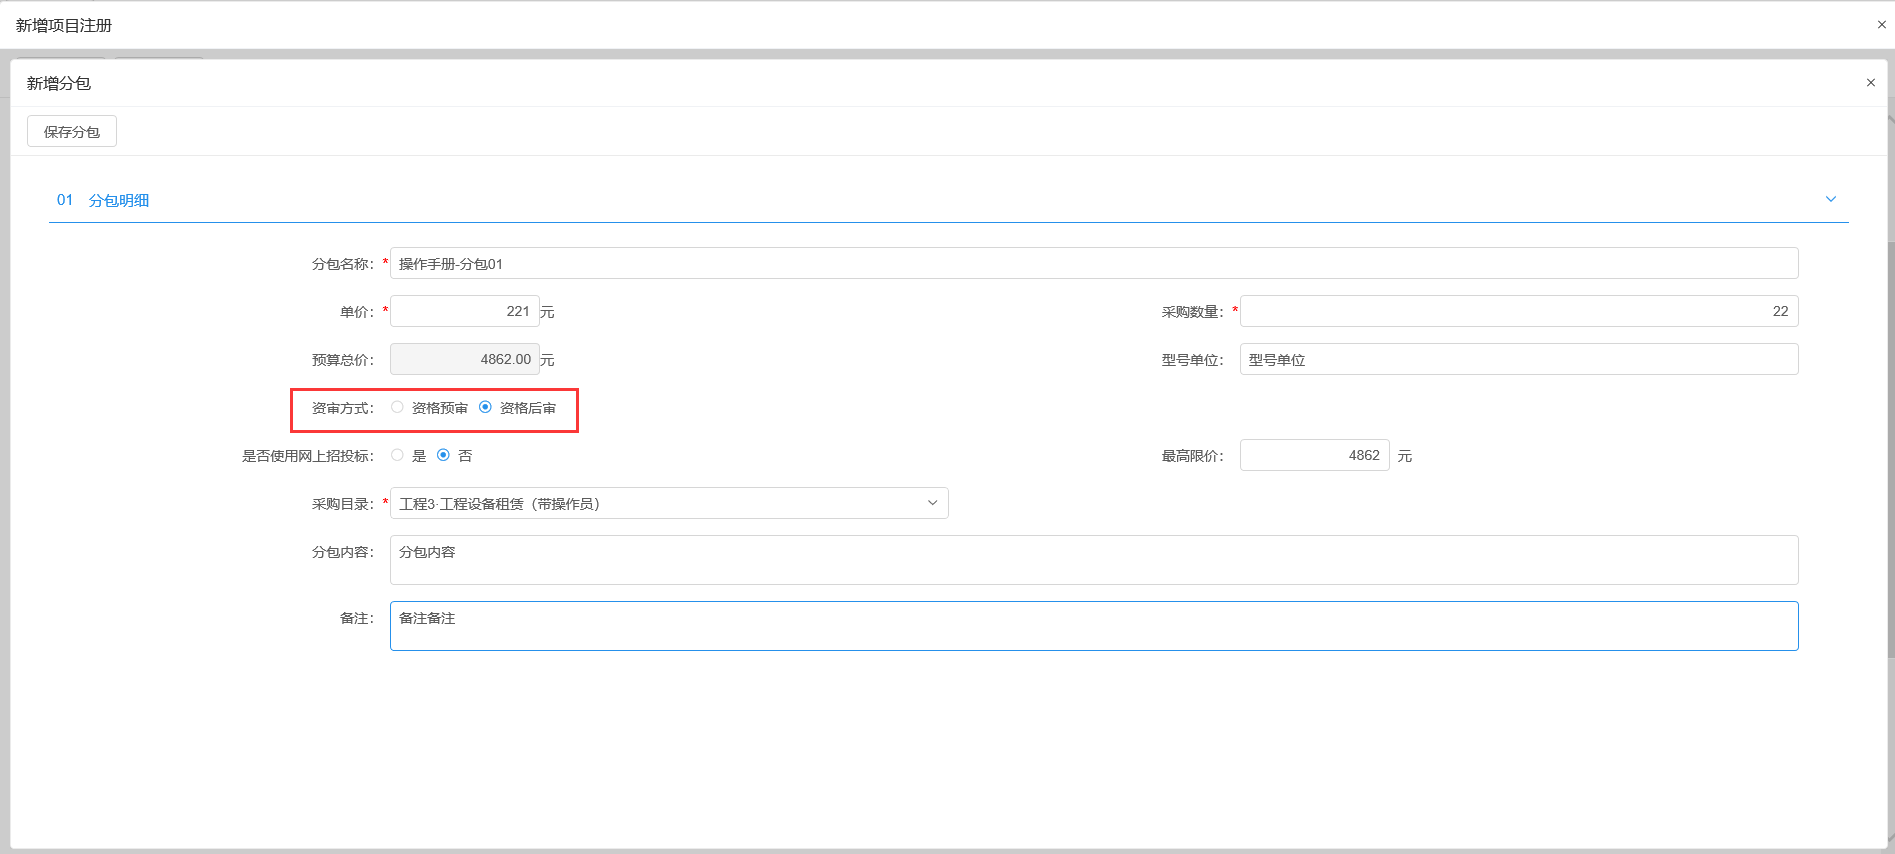 新增项目注册
新增分包
保存分包
01 分包明细
分包名称: * 操作手册-分包01
单价: * 221 元 采购数量: * 22
预算总价: 4862.00 元 型号单位: 型号单位
资审方式: 资格预审 资格后审
是否使用网上招投标: 是 否 最高限价: 4862 元
采购目录: * 工程3·工程设备租赁（带操作员）
分包内容: 分包内容
备注: 备注备注